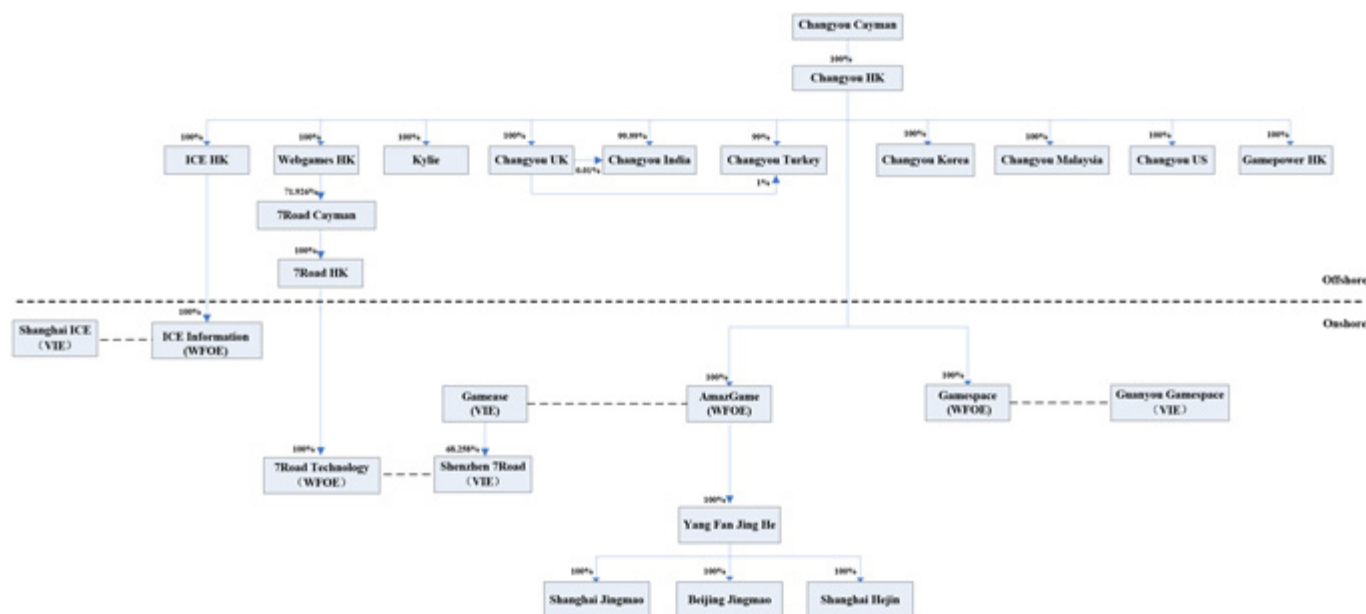 Changyou Cayman
100%
Changyou HK
100%
100%
100%
100%
99.99%
99%
100%
100%
100%
100%
ICE HK
Webgames HK
Kylie
Changyou UK
Changyou India
Changyou Turkey
Changyou Korea
Changyou Malaysia
Changyou US
Gamepower HK
0.01%
1%
71.926%
7Road Cayman
100%
7Road HK
Offshore
100%
Onshore
Shanghai ICE
（VIE）
ICE Information
(WFOE)
100%
100%
Gamease
(VIE)
AmazGame
(WFOE)
Gamespace
(WFOE)
Guanyou Gamespace
（VIE）
100%
68.258%
7Road Technology
（WFOE）
Shenzhen 7Road
（VIE）
100%
Yang Fan Jing He
100%
100%
100%
Shanghai Jingmao
Beijing Jingmao
Shanghai Hejin